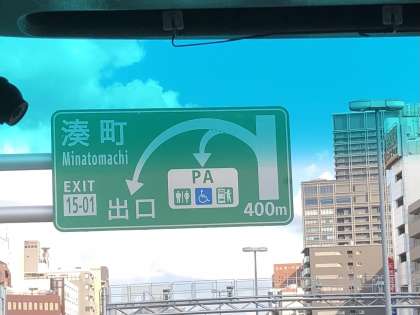 湊町
Minatomachi
PA
EXIT
15-01
出口
400m